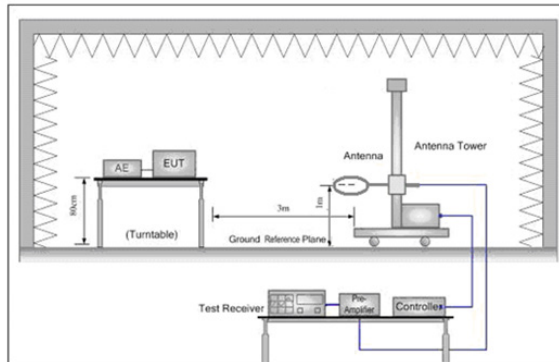 Antenna Tower
Antenna
AE
EUT
3m
1m
80cm
(Turntable)
Ground Reference Plane
Test Receiver
Pre-
Amplifier
Controller